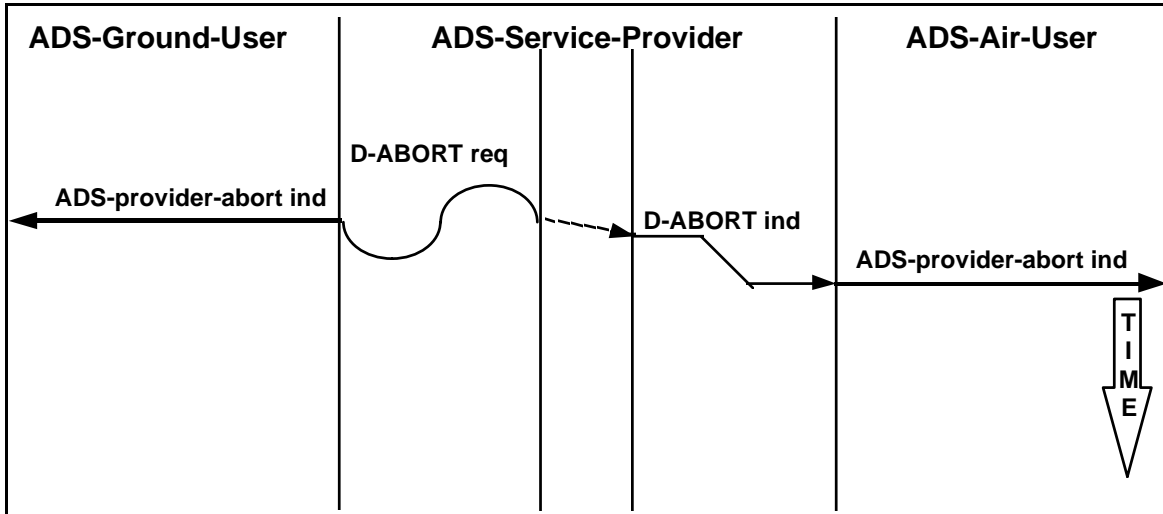 ADS-Ground-User
ADS-Service-Provider
ADS-Air-User
D-ABORT req
ADS-provider-abort ind
D-ABORT ind
ADS-provider-abort ind
TIME